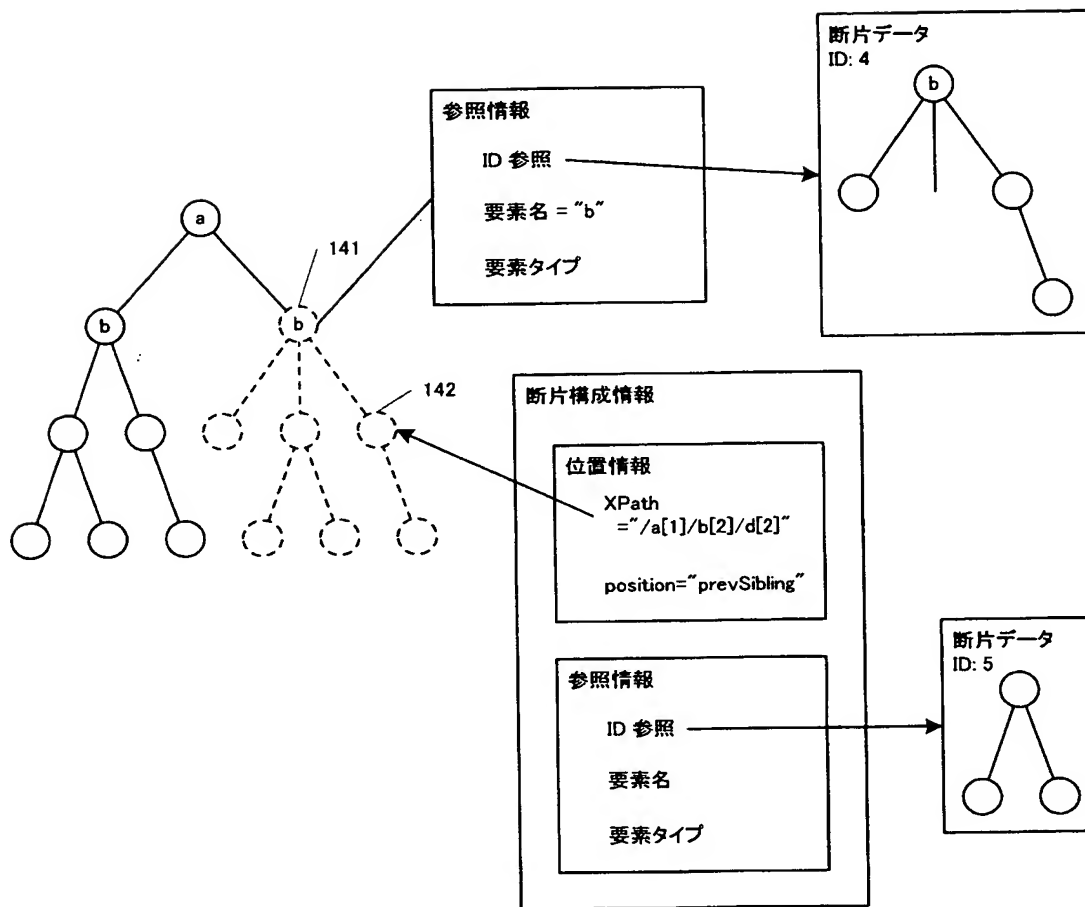 断片データ
ID: 4
b
参照情報
ID 参照
要素名 = "b"
要素タイプ
a
141
b
b
142
断片構成情報
位置情報
XPath
="/a[1]/b[2]/d[2]"
position="prevSibling"
参照情報
ID 参照
要素名
要素タイプ
断片データ
ID: 5